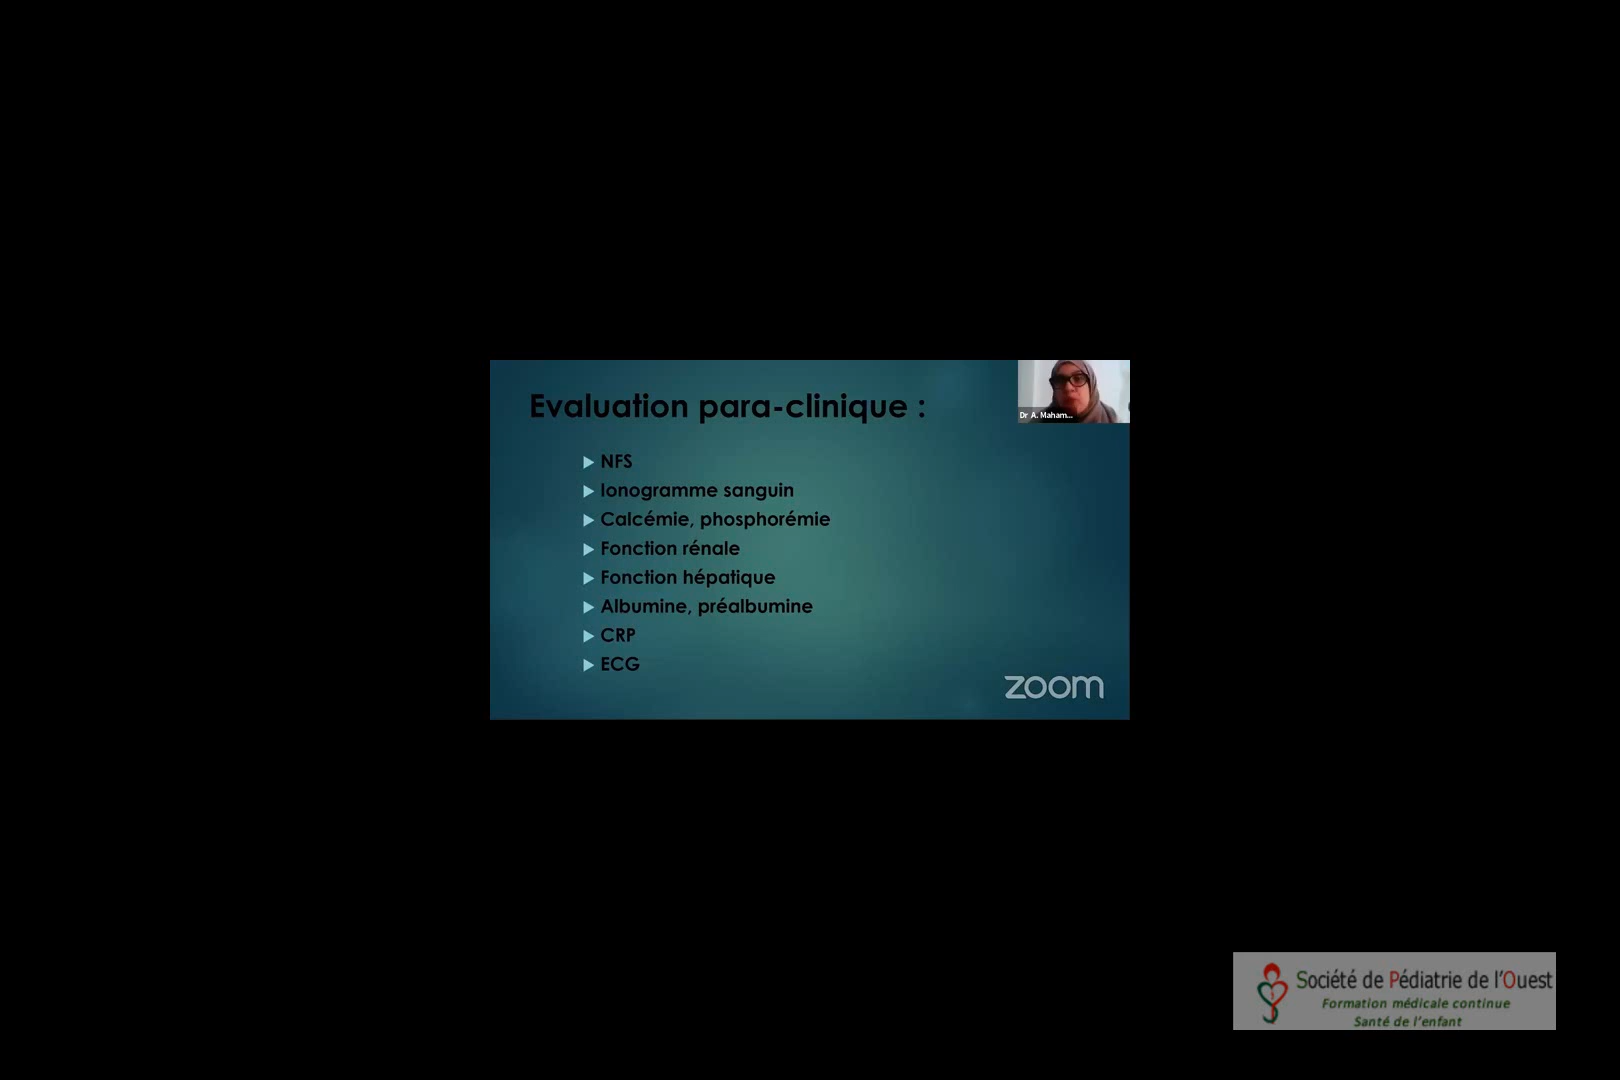 Evaluation para-clinique :
Dr A. Maham...
NFS
Ionogramme sanguin
Calcémie, phosphorémie
Fonction rénale
Fonction hépatique
Albumine, préalbumine
CRP
ECG
zoom
Société de Pédiatrie de l'Ouest
Formation médicale continue
Santé de l'enfant